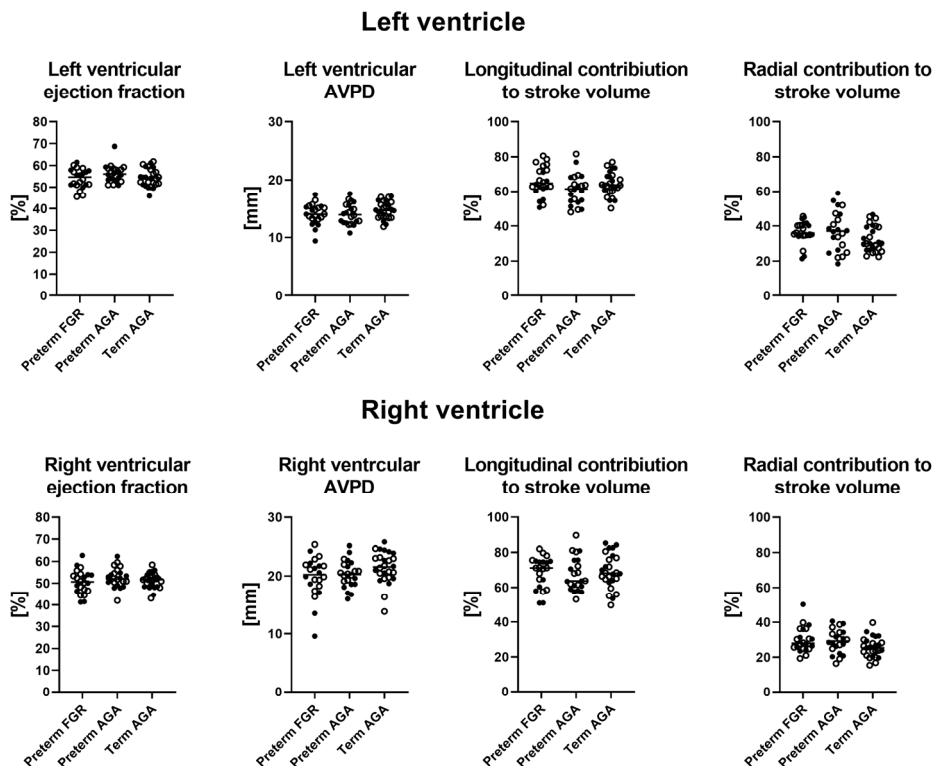 Left ventricle
Left ventricular
ejection fraction
[%]
80
70
60
50
40
30
20
10
0
Preterm FGR
Preterm AGA
Term AGA
Left ventricular
AVPD
[mm]
30
20
10
0
Preterm FGR
Preterm AGA
Term AGA
Longitudinal contribiution
to stroke volume
[%]
100
80
60
40
20
0
Preterm FGR
Preterm AGA
Term AGA
Radial contribution to
stroke volume
[%]
100
80
60
40
20
0
Preterm FGR
Preterm AGA
Term AGA
Right ventricle
Right ventricular
ejection fraction
[%]
80
70
60
50
40
30
20
10
0
Preterm FGR
Preterm AGA
Term AGA
Right ventrcular
AVPD
[mm]
30
20
10
0
Preterm FGR
Preterm AGA
Term AGA
Longitudinal contribiution
to stroke volume
[%]
100
80
60
40
20
0
Preterm FGR
Preterm AGA
Term AGA
Radial contribution to
stroke volume
[%]
100
80
60
40
20
0
Preterm FGR
Preterm AGA
Term AGA